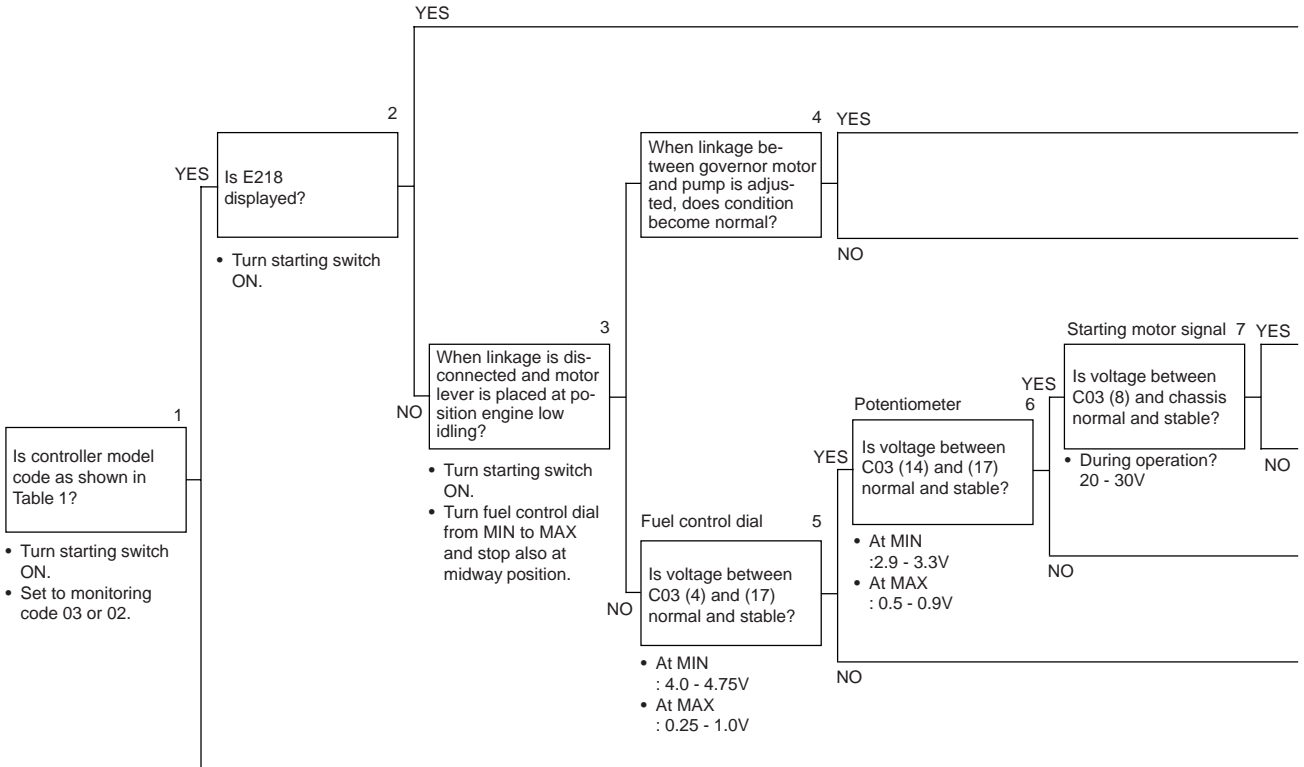 YES
2
YES
Is E218
displayed?
• Turn starting switch
ON.
4
YES
When linkage be-
tween governor motor
and pump is adjus-
ted, does condition
become normal?
NO
3
NO
When linkage is dis-
connected and motor
lever is placed at po-
sition engine low
idling?
• Turn starting switch
ON.
• Turn fuel control dial
from MIN to MAX
and stop also at
midway position.
1
Is controller model
code as shown in
Table 1?
• Turn starting switch
ON.
• Set to monitoring
code 03 or 02.
Fuel control dial
5
NO
Is voltage between
C03 (4) and (17)
normal and stable?
• At MIN
: 4.0 - 4.75V
• At MAX
: 0.25 - 1.0V
YES
NO
Potentiometer
6
Is voltage between
C03 (14) and (17)
normal and stable?
• At MIN
:2.9 - 3.3V
• At MAX
: 0.5 - 0.9V
YES
NO
Starting motor signal
7
YES
Is voltage between
C03 (8) and chassis
normal and stable?
• During operation?
20 - 30V
NO